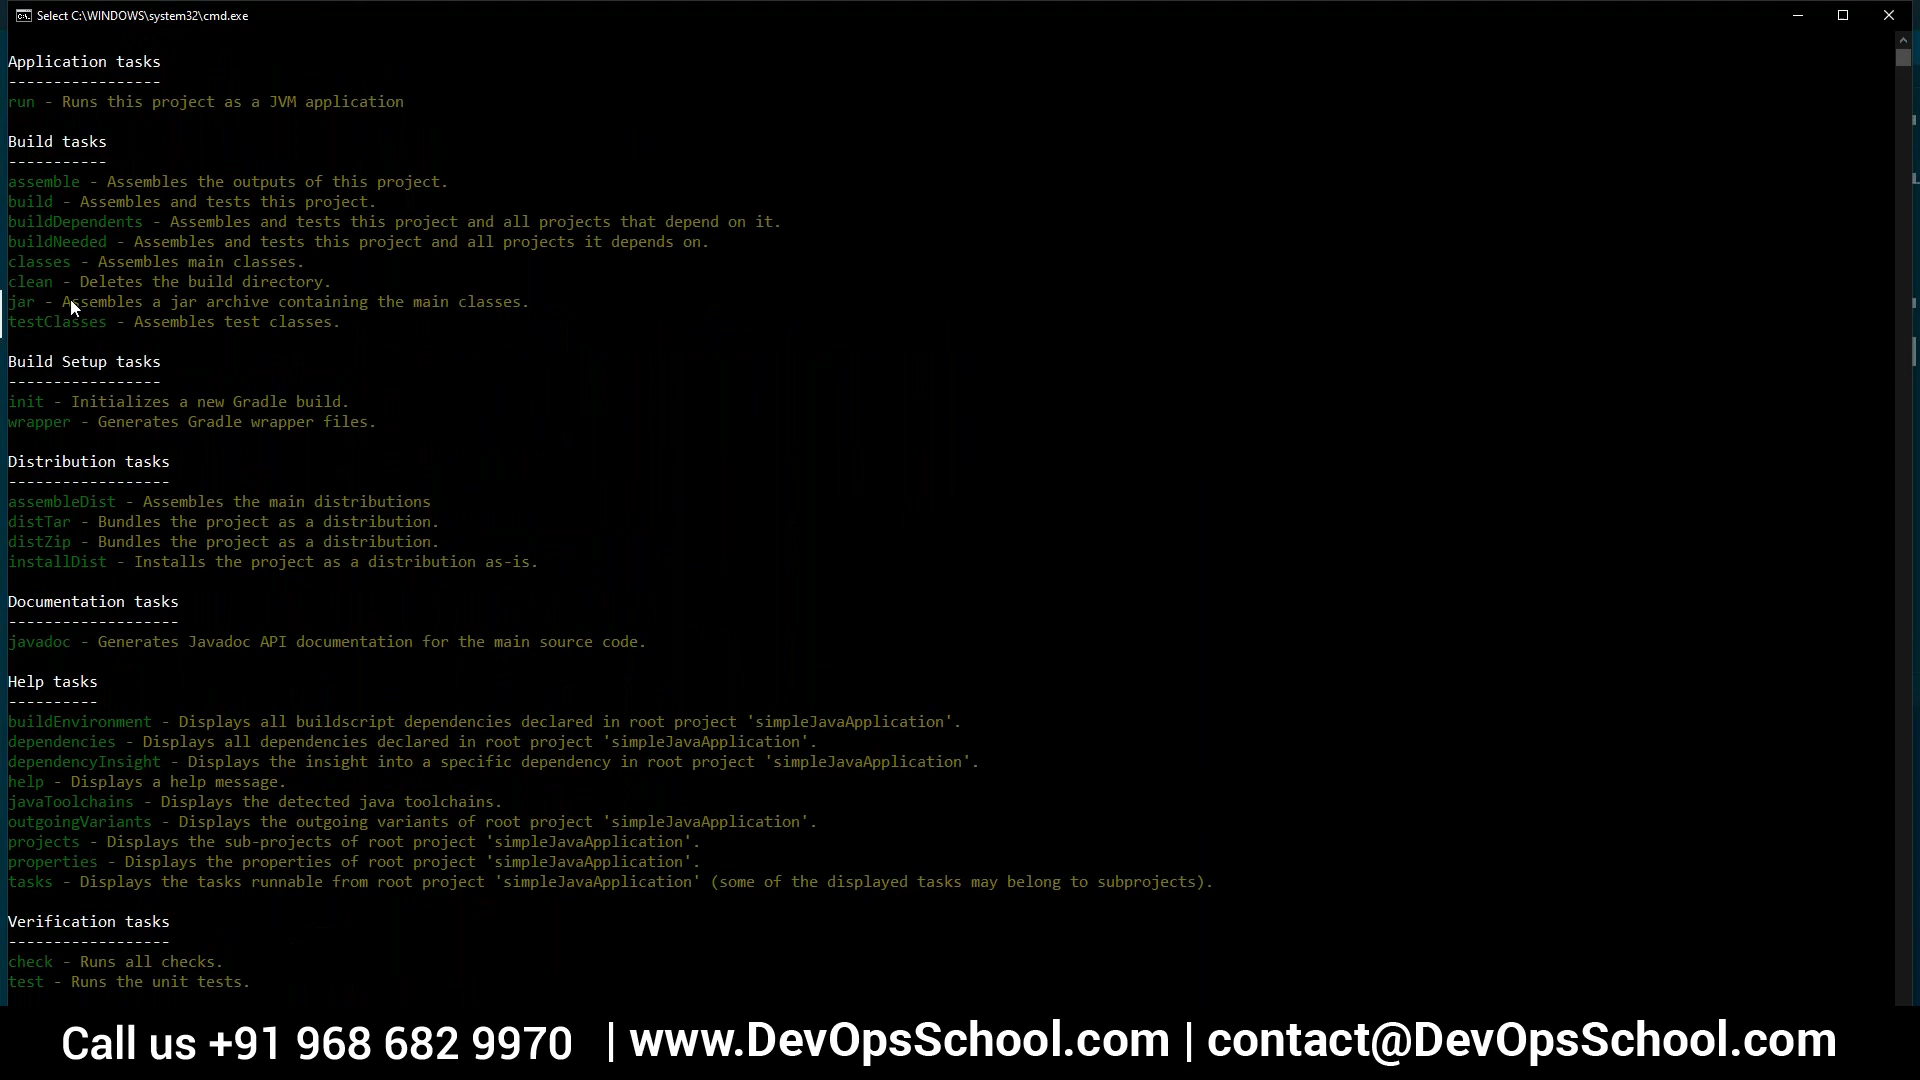 Select C:\WINDOWS\system32\cmd.exe
Application tasks
-----------------
run - Runs this project as a JVM application
Build tasks
-----------
assemble - Assembles the outputs of this project.
build - Assembles and tests this project.
buildDependents - Assembles and tests this project and all projects that depend on it.
buildNeeded - Assembles and tests this project and all projects it depends on.
classes - Assembles main classes.
clean - Deletes the build directory.
jar - Assembles a jar archive containing the main classes.
testClasses - Assembles test classes.
Build Setup tasks
-----------------
init - Initializes a new Gradle build.
wrapper - Generates Gradle wrapper files.
Distribution tasks
------------------
assembleDist - Assembles the main distributions
distTar - Bundles the project as a distribution.
distZip - Bundles the project as a distribution.
installDist - Installs the project as a distribution as-is.
Documentation tasks
-------------------
javadoc - Generates Javadoc API documentation for the main source code.
Help tasks
----------
buildEnvironment - Displays all buildscript dependencies declared in root project 'simpleJavaApplication'.
dependencies - Displays all dependencies declared in root project 'simpleJavaApplication'.
dependencyInsight - Displays the insight into a specific dependency in root project 'simpleJavaApplication'.
help - Displays a help message.
javaToolchains - Displays the detected java toolchains.
outgoingVariants - Displays the outgoing variants of root project 'simpleJavaApplication'.
projects - Displays the sub-projects of root project 'simpleJavaApplication'.
properties - Displays the properties of root project 'simpleJavaApplication'.
tasks - Displays the tasks runnable from root project 'simpleJavaApplication' (some of the displayed tasks may belong to subprojects).
Verification tasks
------------------
check - Runs all checks.
test - Runs the unit tests.
Call us +91 968 682 9970 | www.DevOpsSchool.com | contact@DevOpsSchool.com